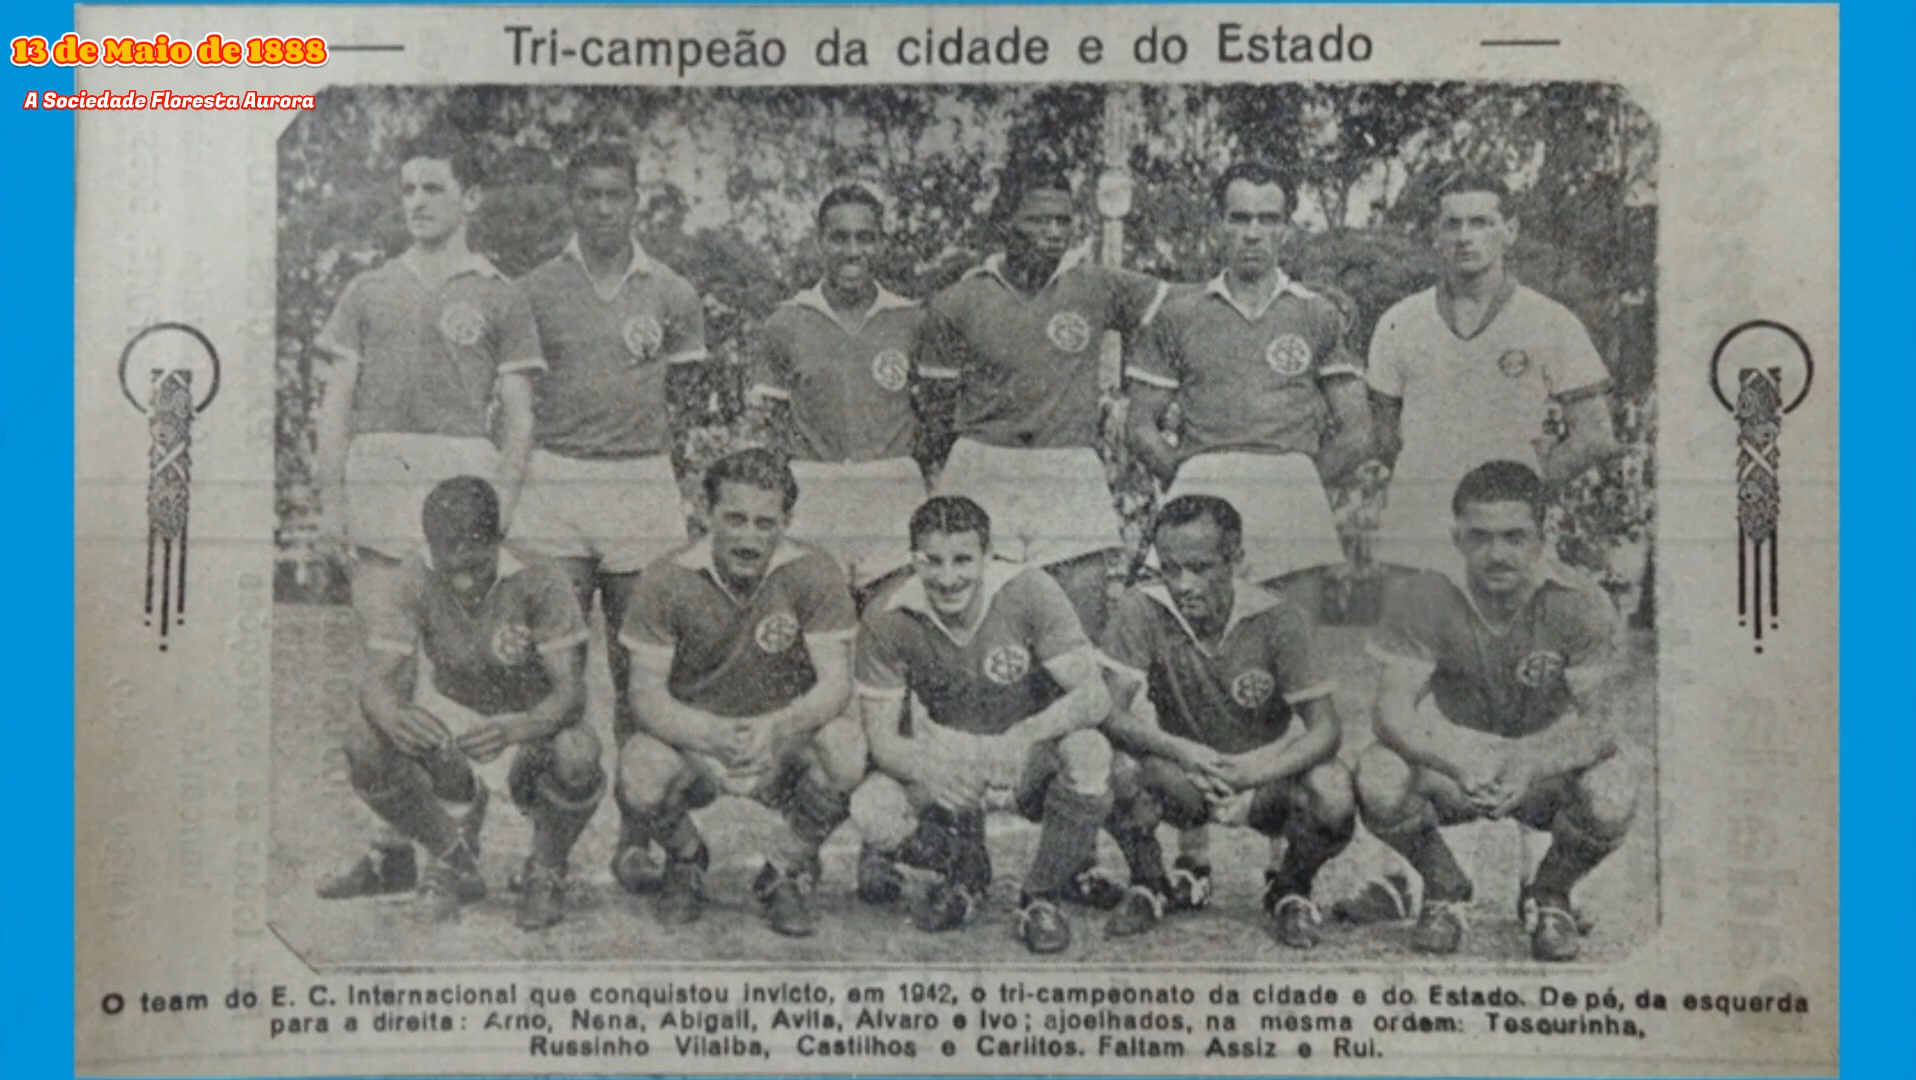 13 de Maio de 1888
A Sociedade Floresta Aurora
Tri-campeão da cidade e do Estado
O team do E. C. Internacional que conquistou invicto, em 1942, o tri-campeonato da cidade e do Estado. De pé, da esquerda
para a direita: Arno, Nena, Abigail, Avila, Alvaro e Ivo; ajoelhados, na mesma ordem: Tesourinha,
Russinho Vilalba, Castilhos e Carlitos. Faltam Assiz e Rui.